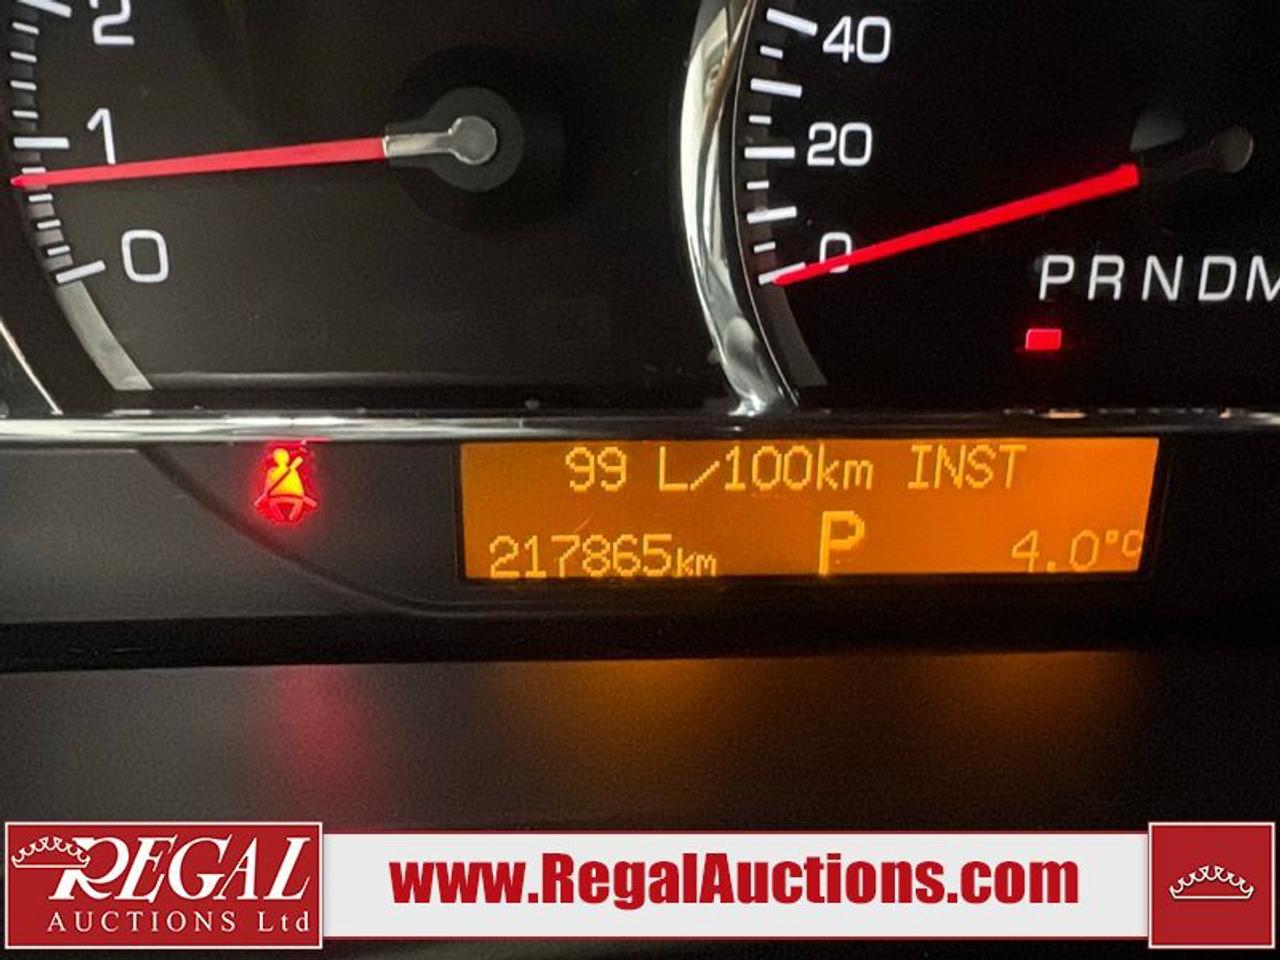 2
1
0
40
20
0
PRNDM
99 L/100km INST
217865km P 4.0°C
REGAL
AUCTIONS Ltd
www.RegalAuctions.com